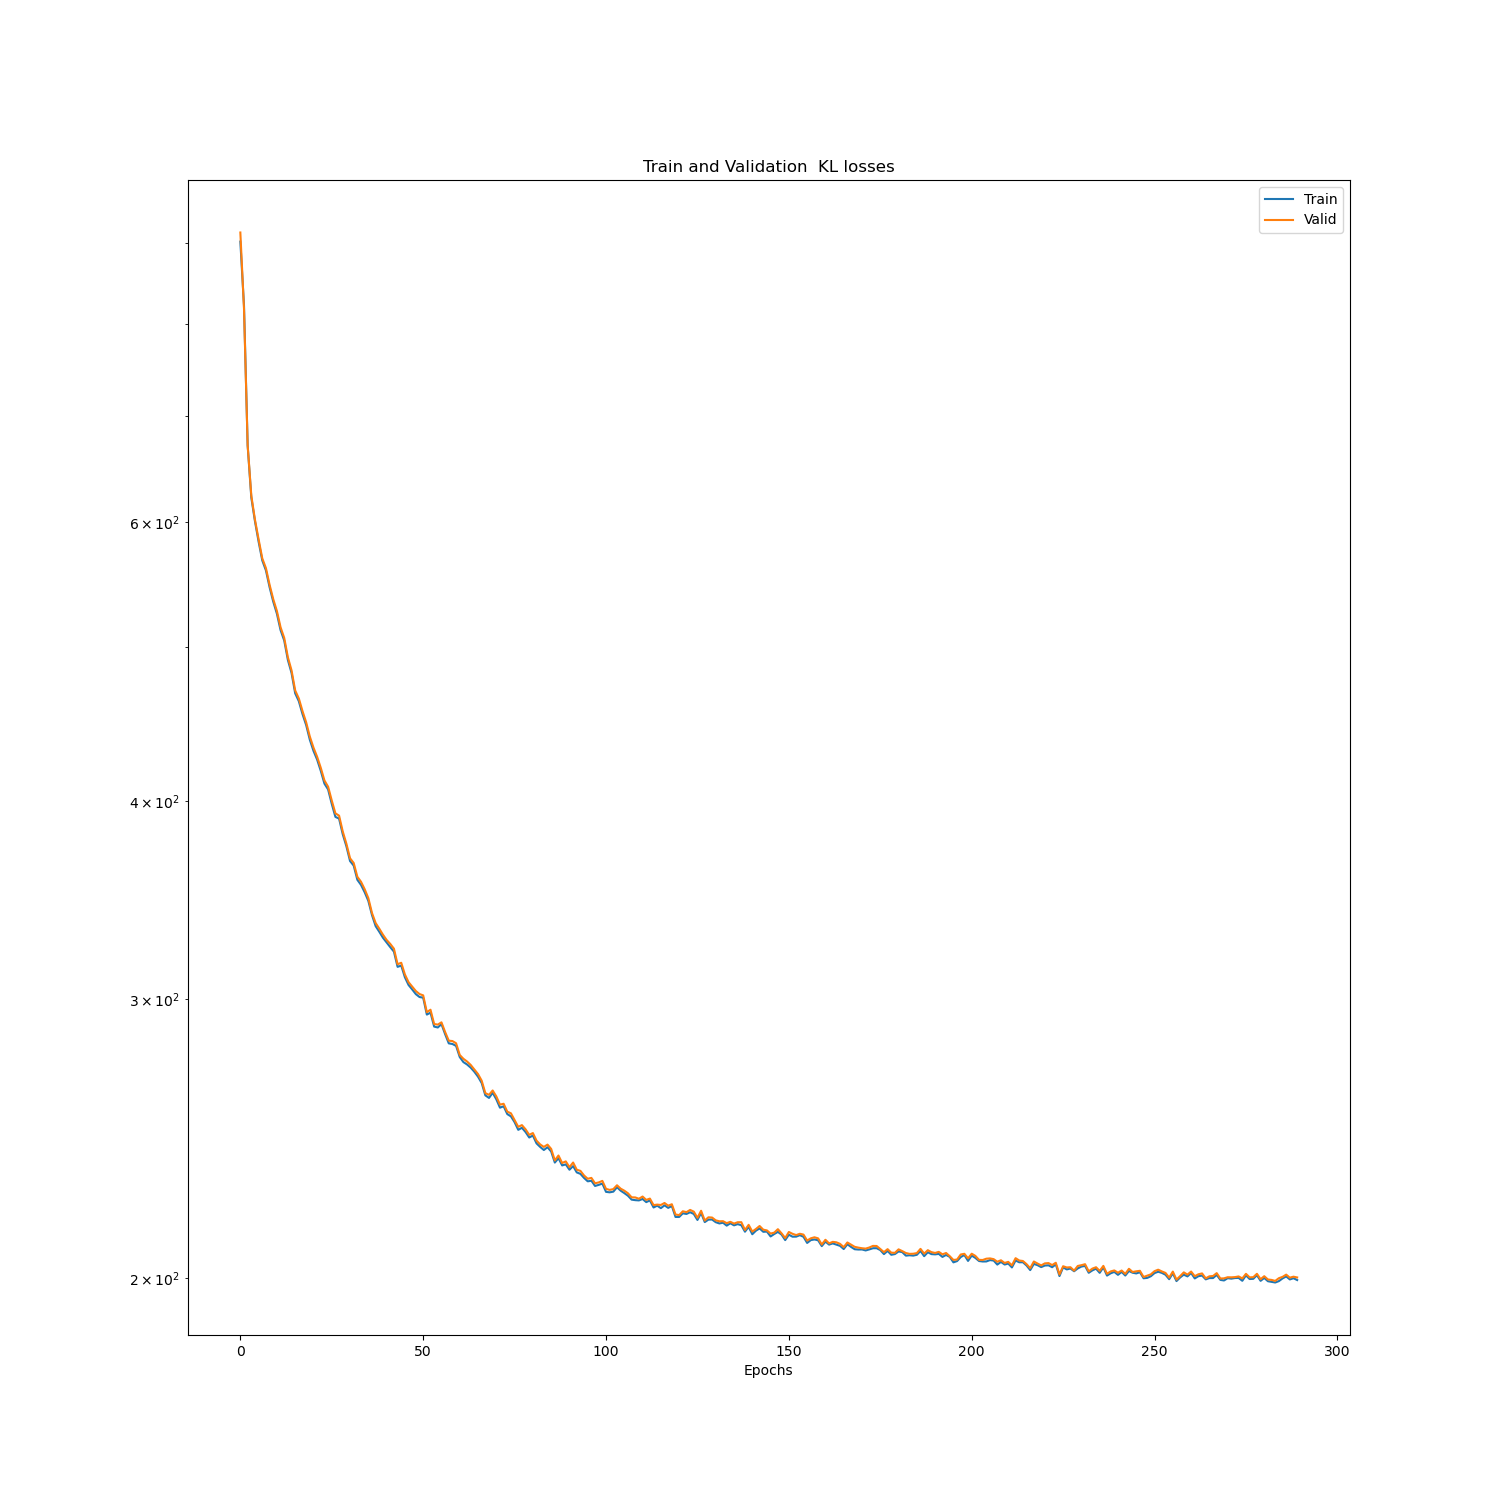 Train and Validation  KL losses
Train
Valid
6 × 10²
4 × 10²
3 × 10²
2 × 10²
0 50 100 150 200 250 300
Epochs